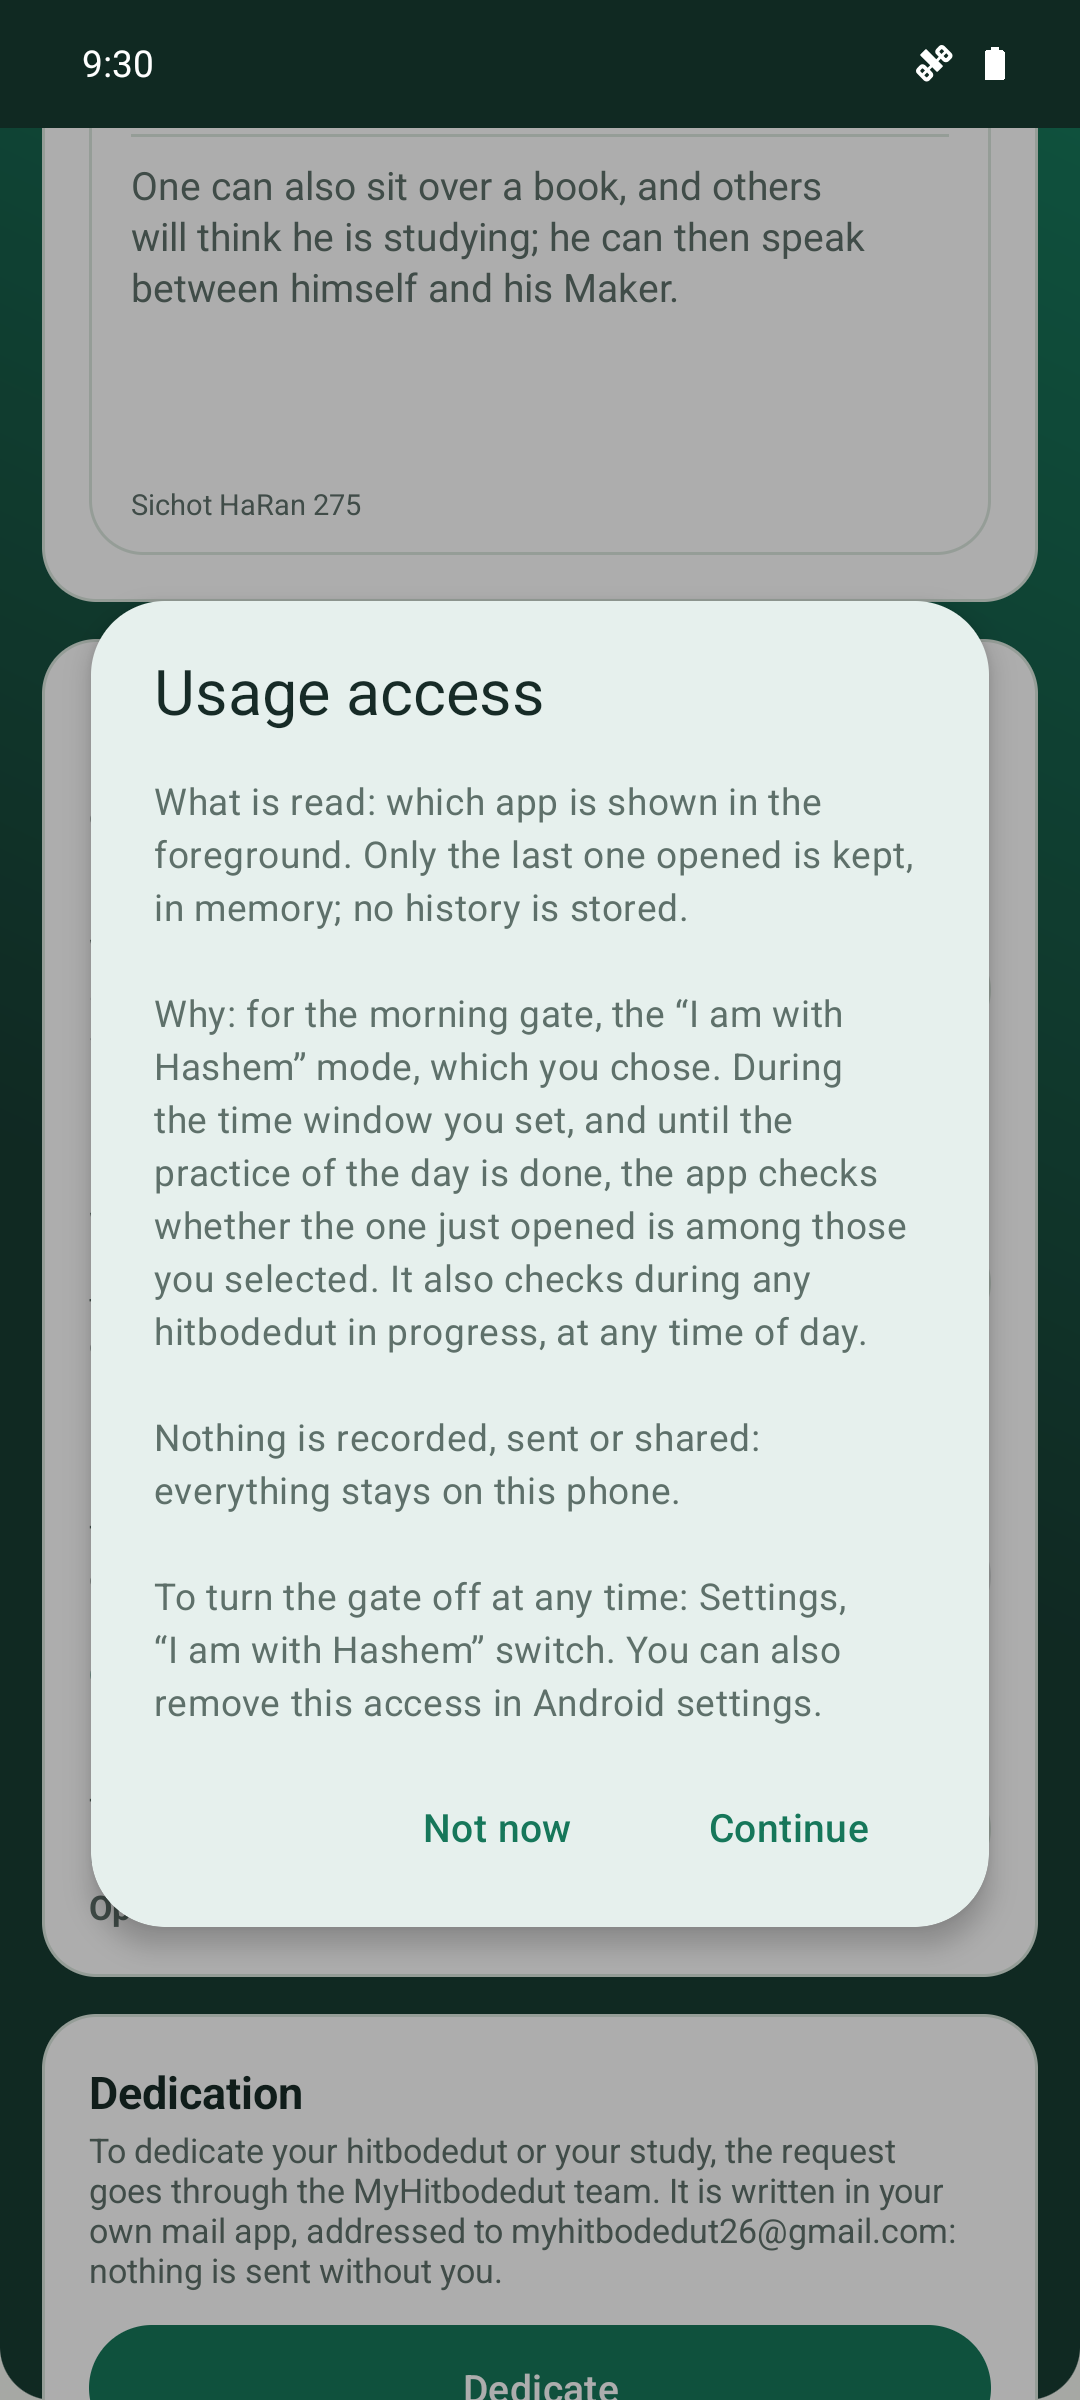 9:30
One can also sit over a book, and others
will think he is studying; he can then speak
between himself and his Maker.
Sichot HaRan 275
Usage access
What is read: which app is shown in the
foreground. Only the last one opened is kept,
in memory; no history is stored.
Why: for the morning gate, the “I am with
Hashem” mode, which you chose. During
the time window you set, and until the
practice of the day is done, the app checks
whether the one just opened is among those
you selected. It also checks during any
hitbodedut in progress, at any time of day.
Nothing is recorded, sent or shared:
everything stays on this phone.
To turn the gate off at any time: Settings,
“I am with Hashem” switch. You can also
remove this access in Android settings.
Not now
Continue
Dedication
To dedicate your hitbodedut or your study, the request
goes through the MyHitbodedut team. It is written in your
own mail app, addressed to myhitbodedut26@gmail.com:
nothing is sent without you.
Dedicate